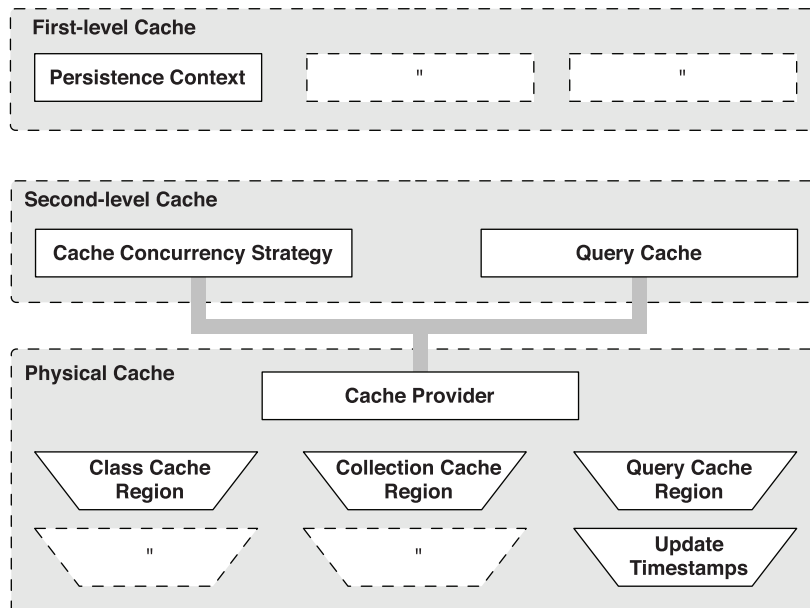 First-level Cache
Persistence Context
"
"
Second-level Cache
Cache Concurrency Strategy
Query Cache
Physical Cache
Cache Provider
Class Cache
Region
Collection Cache
Region
Query Cache
Region
"
"
Update
Timestamps